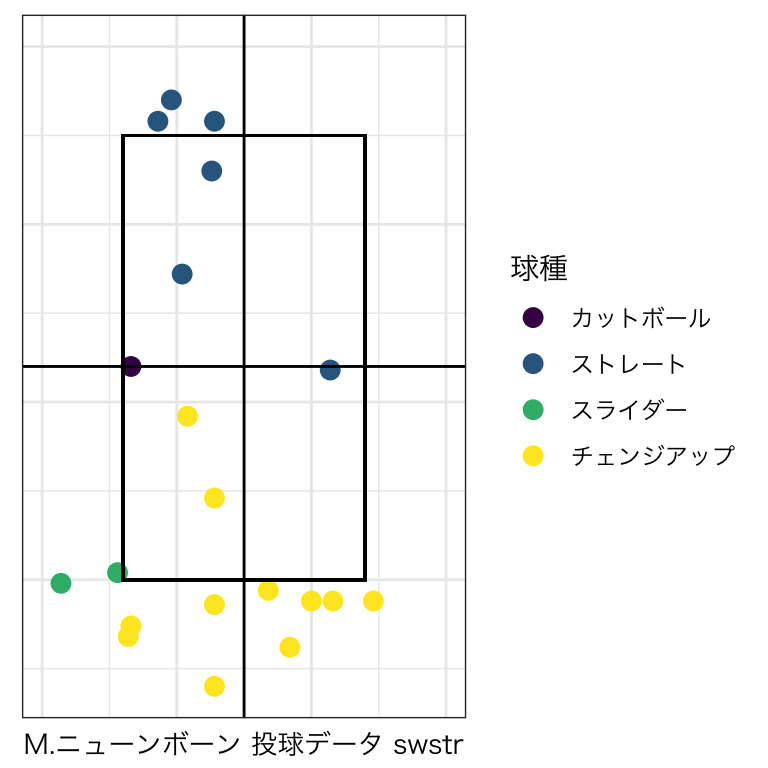 球種
カットボール
ストレート
スライダー
チェンジアップ
M.ニューンボーン 投球データ swstr